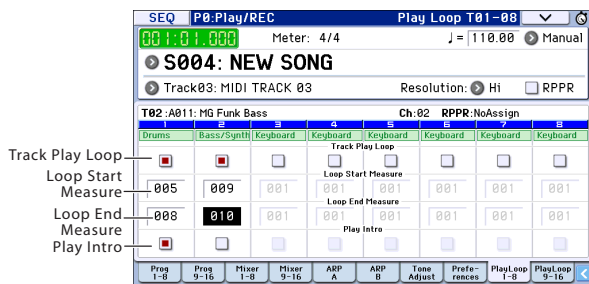 SEQ P0:Play/REC Play Loop T01-08
001:01.000 Meter: 4/4 ♩= 110.00 Manual
S004: NEW SONG
Track03: MIDI TRACK 03 Resolution: Hi RPPR
T02 :A011: MG Funk Bass Ch:02 RPPR:NoAssign
1 2 3 4 5 6 7 8
Drums Bass/Synth Keyboard Keyboard Keyboard Keyboard Keyboard Keyboard
Track Play Loop
Track Play Loop
Loop Start Measure
Loop Start
Measure
005 009 001 001 001 001 001 001
Loop End Measure
Loop End
Measure
008 010 001 001 001 001 001 001
Play Intro
Play Intro
Prog 1-8 Prog 9-16 Mixer 1-8 Mixer 9-16 ARP A ARP B Tone Adjust Prefe-rences PlayLoop 1-8 PlayLoop 9-16